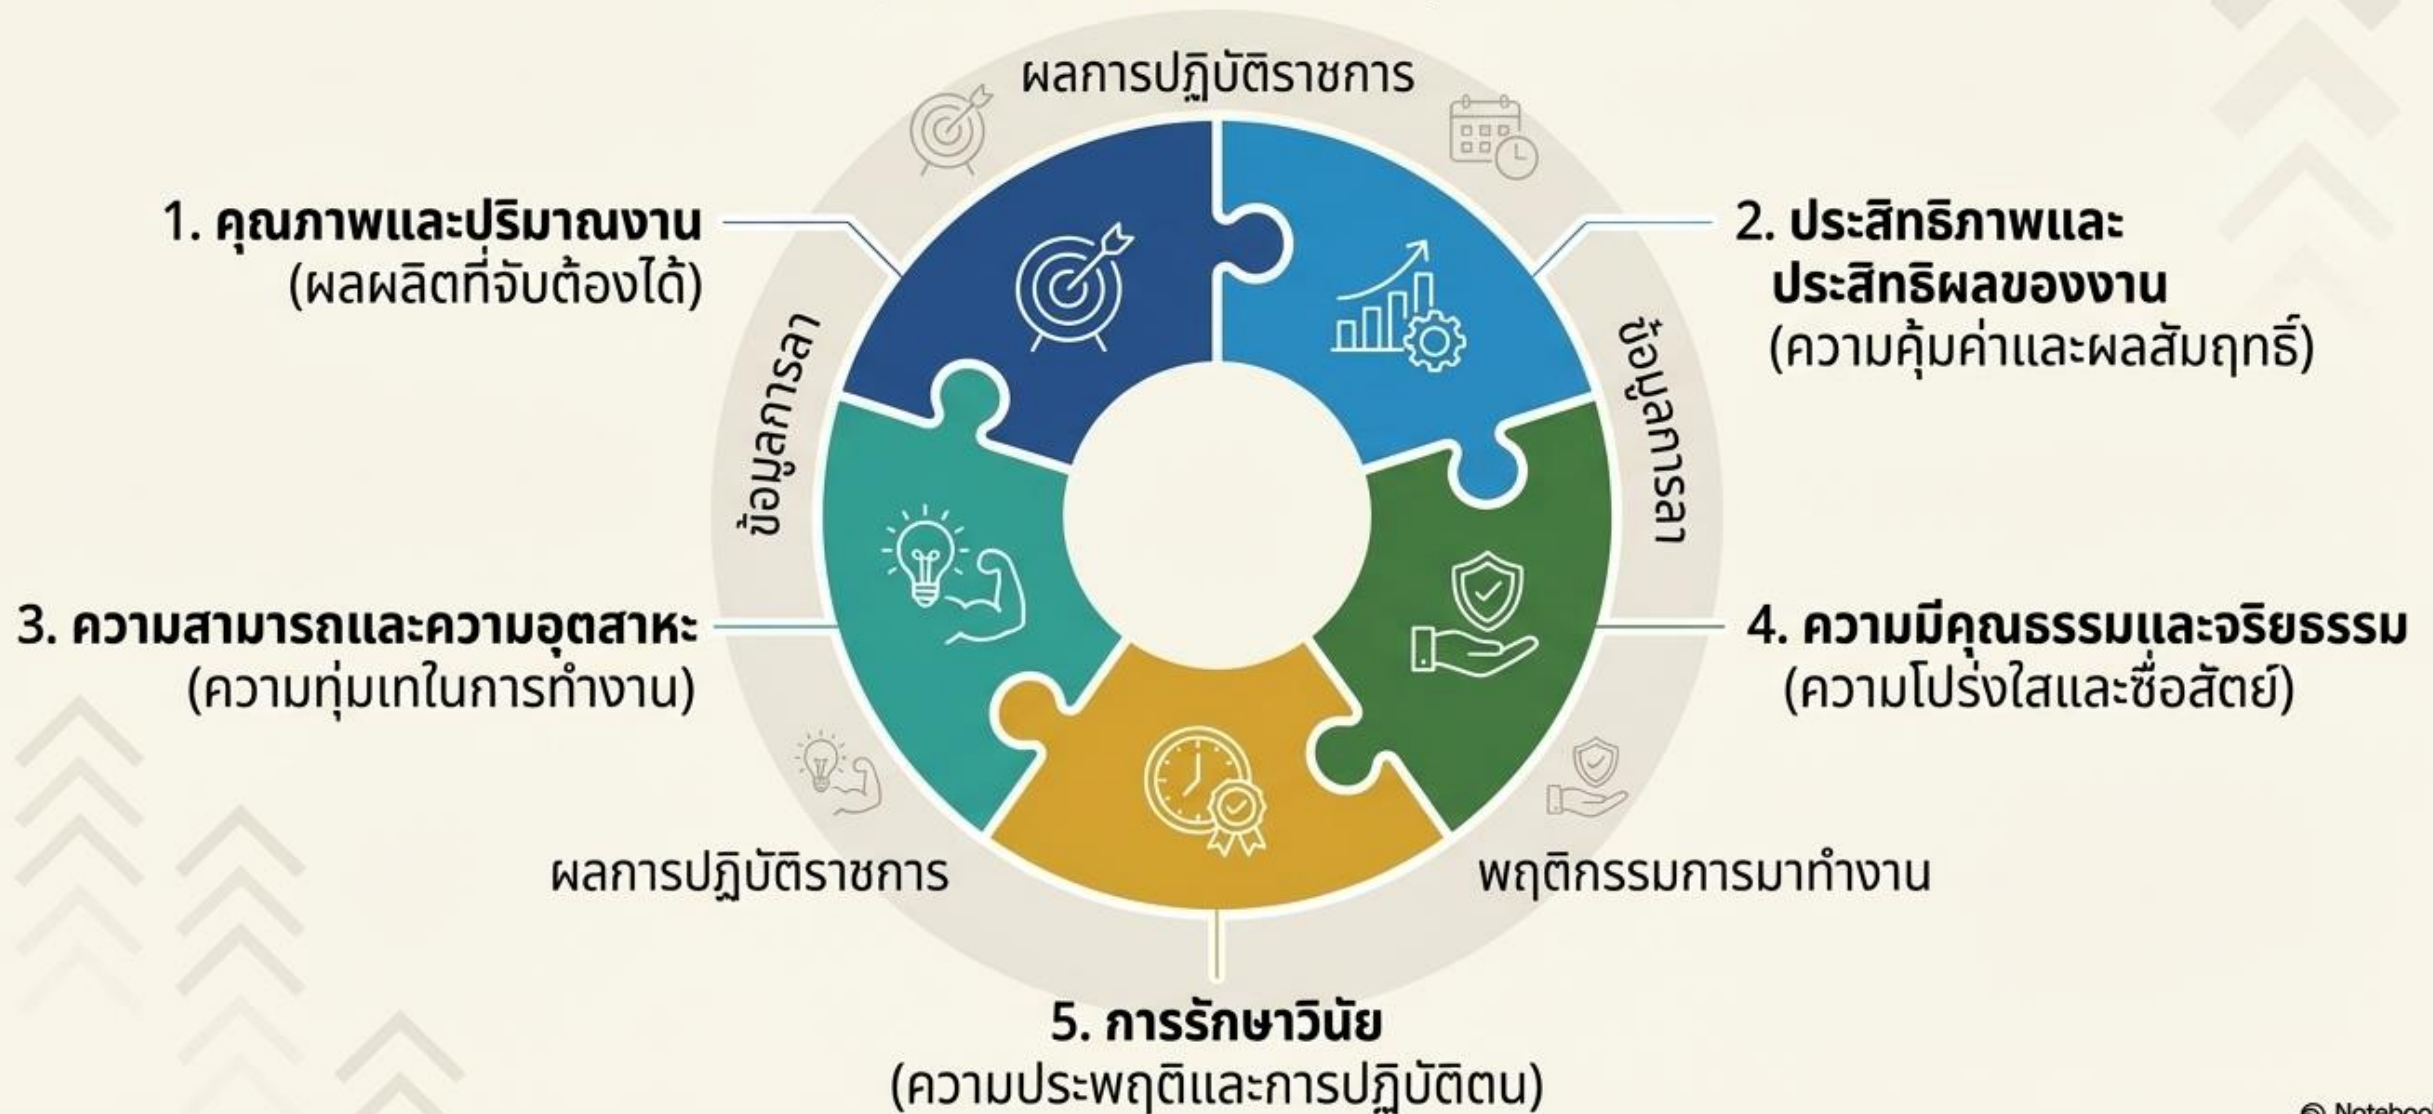 ผลการปฏิบัติราชการ
1. คุณภาพและปริมาณงาน
(ผลผลิตที่จับต้องได้)
2. ประสิทธิภาพและ
ประสิทธิผลของงาน
(ความคุ้มค่าและผลสัมฤทธิ์)
ข้อมูลการลา
ข้อมูลการลา
3. ความสามารถและความอุตสาหะ
(ความทุ่มเทในการทำงาน)
4. ความมีคุณธรรมและจริยธรรม
(ความโปร่งใสและซื่อสัตย์)
ผลการปฏิบัติราชการ
พฤติกรรมการมาทำงาน
5. การรักษาวินัย
(ความประพฤติและการปฏิบัติตน)